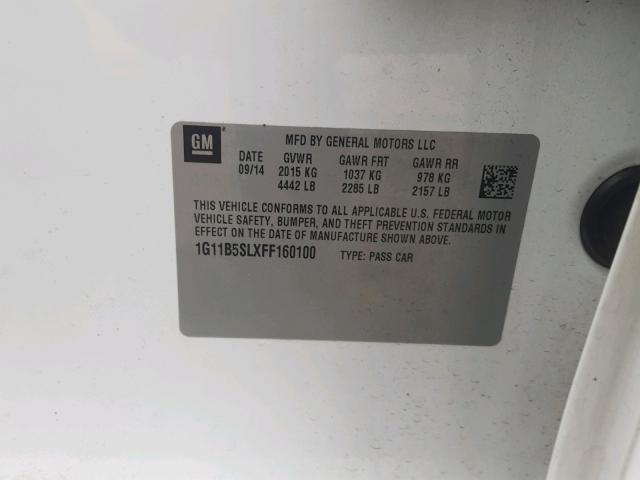 GM
MFD BY GENERAL MOTORS LLC
DATE GVWR GAWR FRT GAWR RR
09/14 2015 KG 1037 KG 978 KG
4442 LB 2285 LB 2157 LB
THIS VEHICLE CONFORMS TO ALL APPLICABLE U.S. FEDERAL MOTOR
VEHICLE SAFETY, BUMPER, AND THEFT PREVENTION STANDARDS IN
EFFECT ON THE DATE OF MANUFACTURE SHOWN ABOVE.
1G11B5SLXFF160100 TYPE: PASS CAR